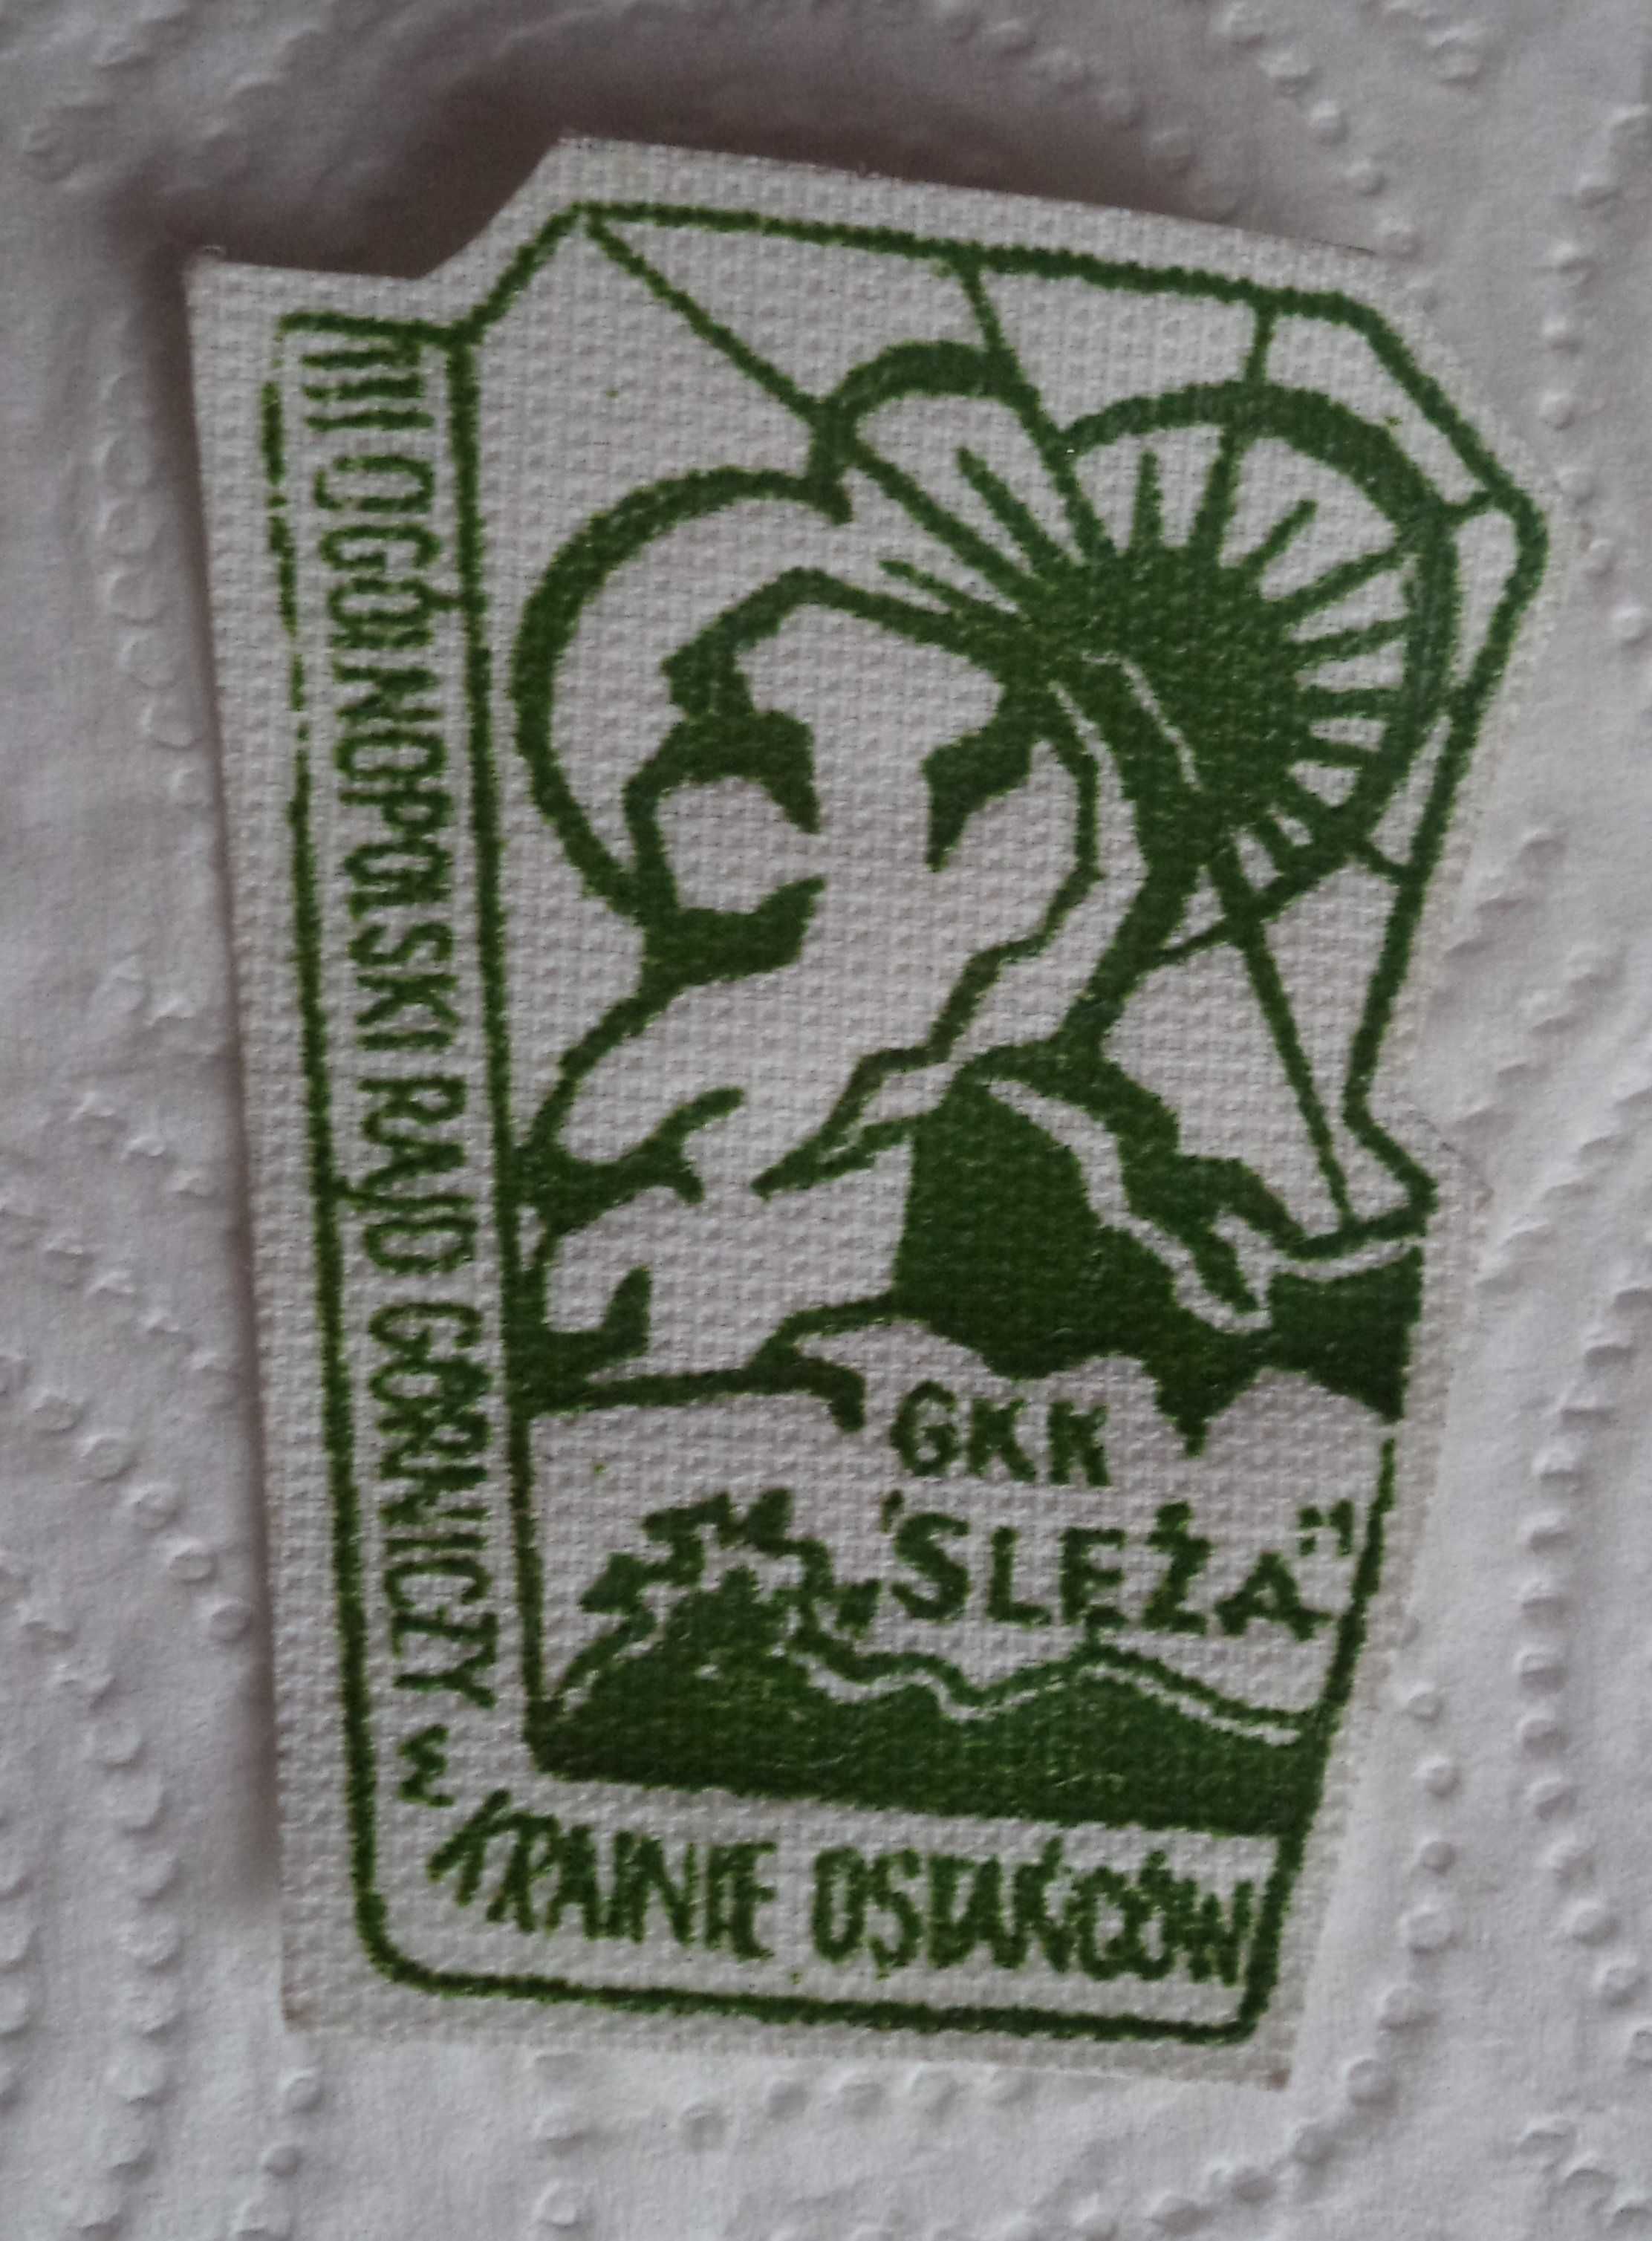 III OGÓLNOPOLSKI RAJD GÓRNICZY
W KRAINIE OSTAŃCÓW
GKK
"ŚLĘŻA"